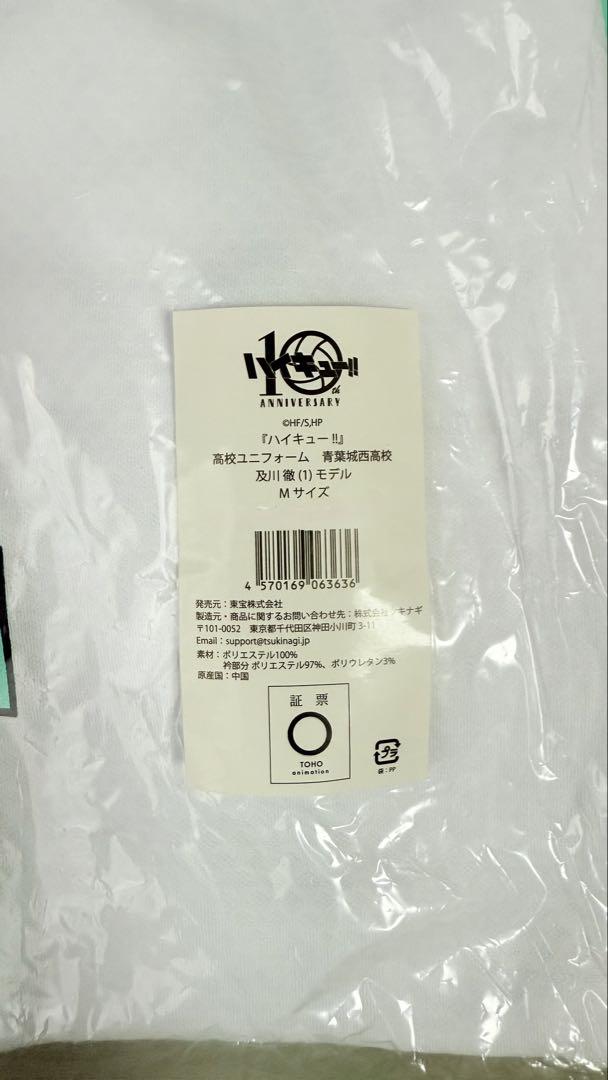 ハイキュー!!
10th
ANNIVERSARY
©HF/S,HP
『ハイキュー!!』
高校ユニフォーム　青葉城西高校
及川 徹 (1) モデル
M サイズ
4 570169 063636
発売元：東宝株式会社
製造元・商品に関するお問い合わせ先：株式会社ツキナギ
〒101-0052　東京都千代田区神田小川町 3-11
Email：support@tsukinagi.jp
素材：ポリエステル100%
衿部分 ポリエステル97%、ポリウレタン3%
原産国：中国
証 票
TOHO
animation
プラ
袋：PP